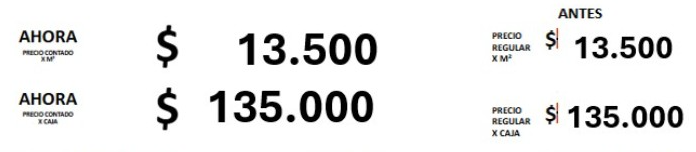 ANTES
AHORA
PRECIO CONTADO
X M²
$ 13.500
PRECIO
REGULAR
X M²
$ 13.500
AHORA
PRECIO CONTADO
X CAJA
$ 135.000
PRECIO
REGULAR
X CAJA
$ 135.000